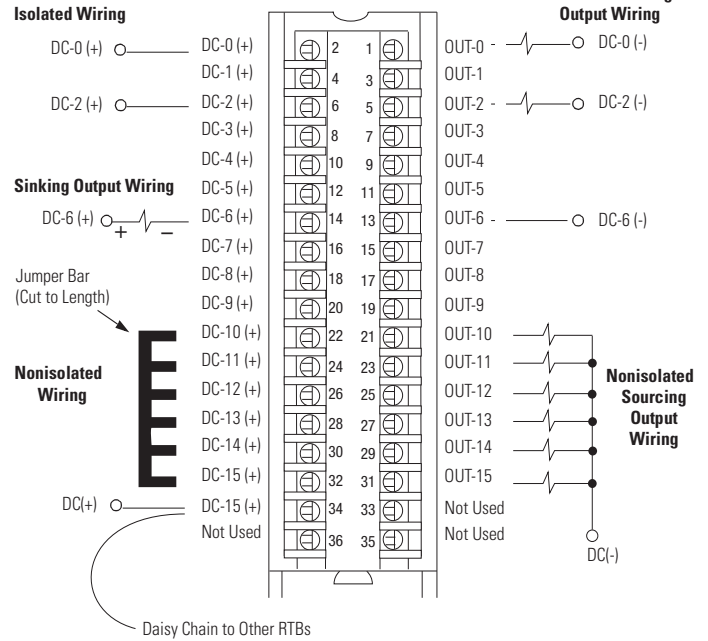 Isolated Wiring
Output Wiring
DC-0 (+) DC-0 (+) 2 1 OUT-0 DC-0 (-)
DC-1 (+) 4 3 OUT-1
DC-2 (+) DC-2 (+) 6 5 OUT-2 DC-2 (-)
DC-3 (+) 8 7 OUT-3
DC-4 (+) 10 9 OUT-4
Sinking Output Wiring
DC-5 (+) 12 11 OUT-5
DC-6 (+) + – DC-6 (+) 14 13 OUT-6 DC-6 (-)
DC-7 (+) 16 15 OUT-7
Jumper Bar
(Cut to Length)
DC-8 (+) 18 17 OUT-8
DC-9 (+) 20 19 OUT-9
DC-10 (+) 22 21 OUT-10
DC-11 (+) 24 23 OUT-11
Nonisolated
Wiring
DC-12 (+) 26 25 OUT-12
Nonisolated
Sourcing
Output
Wiring
DC-13 (+) 28 27 OUT-13
DC-14 (+) 30 29 OUT-14
DC-15 (+) 32 31 OUT-15
DC(+) DC-15 (+) 34 33 Not Used
Not Used 36 35 Not Used
DC(-)
Daisy Chain to Other RTBs